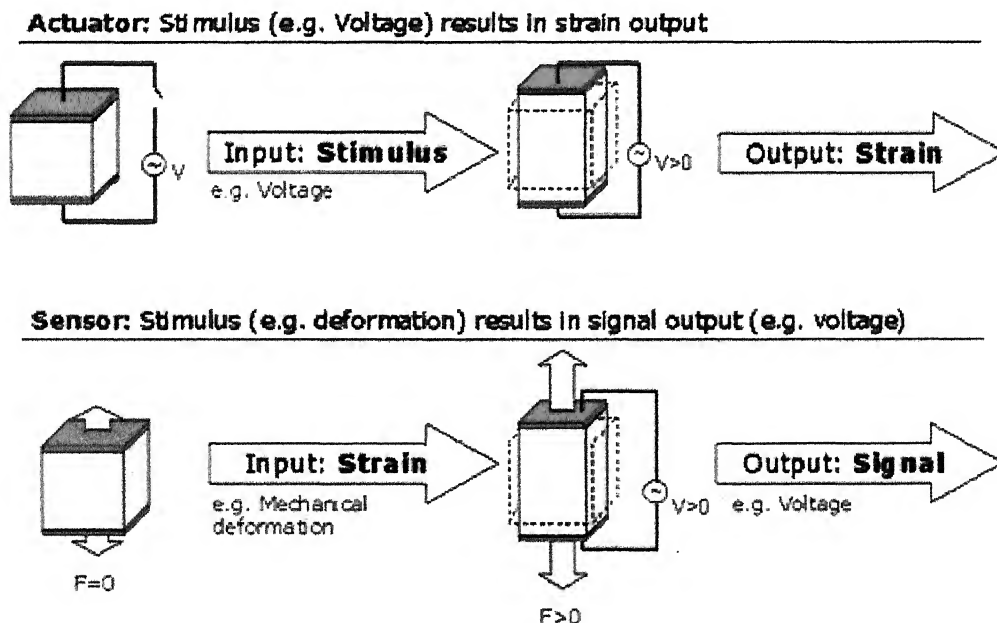 Actuator: Stimulus (e.g. Voltage) results in strain output
V
Input: Stimulus
e.g. Voltage
V>0
Output: Strain
Sensor: Stimulus (e.g. deformation) results in signal output (e.g. voltage)
F=0
Input: Strain
e.g. Mechanical
deformation
V>0
F>0
Output: Signal
e.g. Voltage